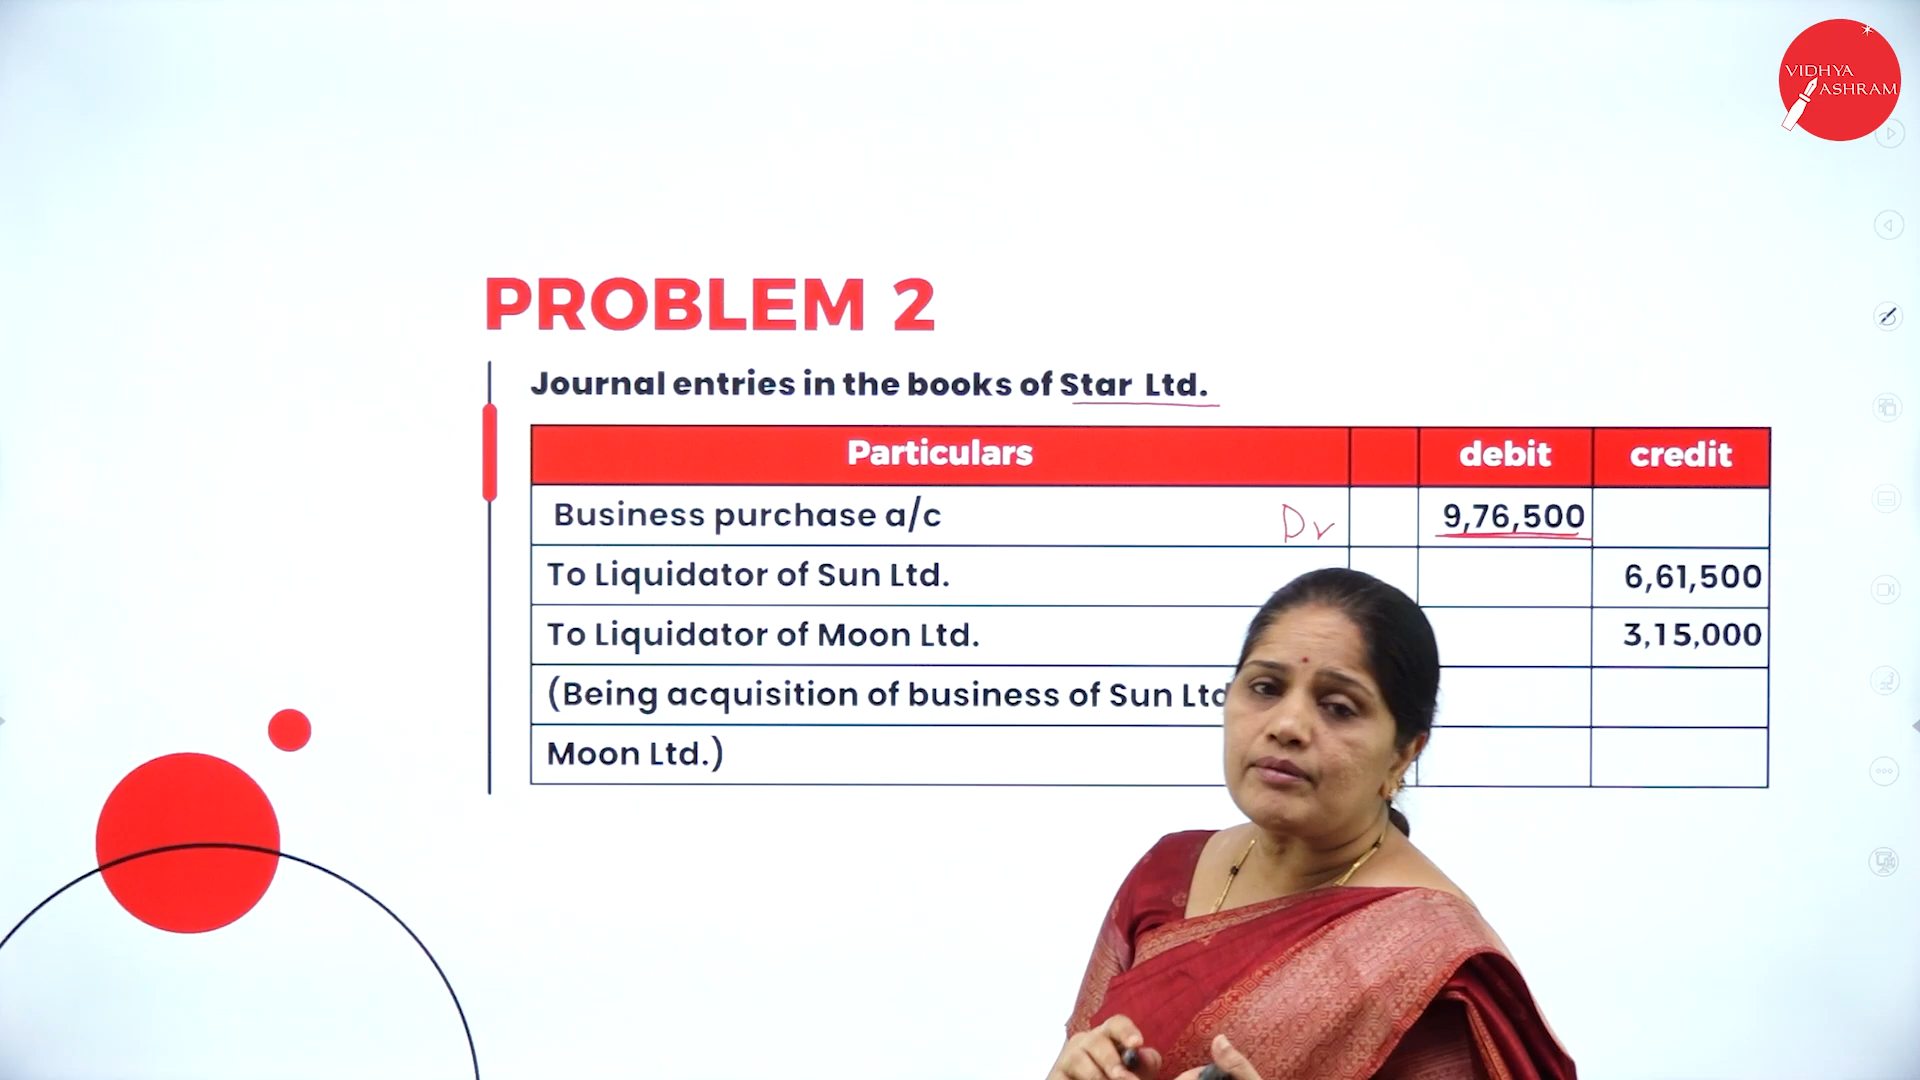 VIDHYA
ASHRAM
PROBLEM 2
Journal entries in the books of Star Ltd.
Particulars debit credit
Business purchase a/c Dr 9,76,500
To Liquidator of Sun Ltd. 6,61,500
To Liquidator of Moon Ltd. 3,15,000
(Being acquisition of business of Sun Ltd
Moon Ltd.)